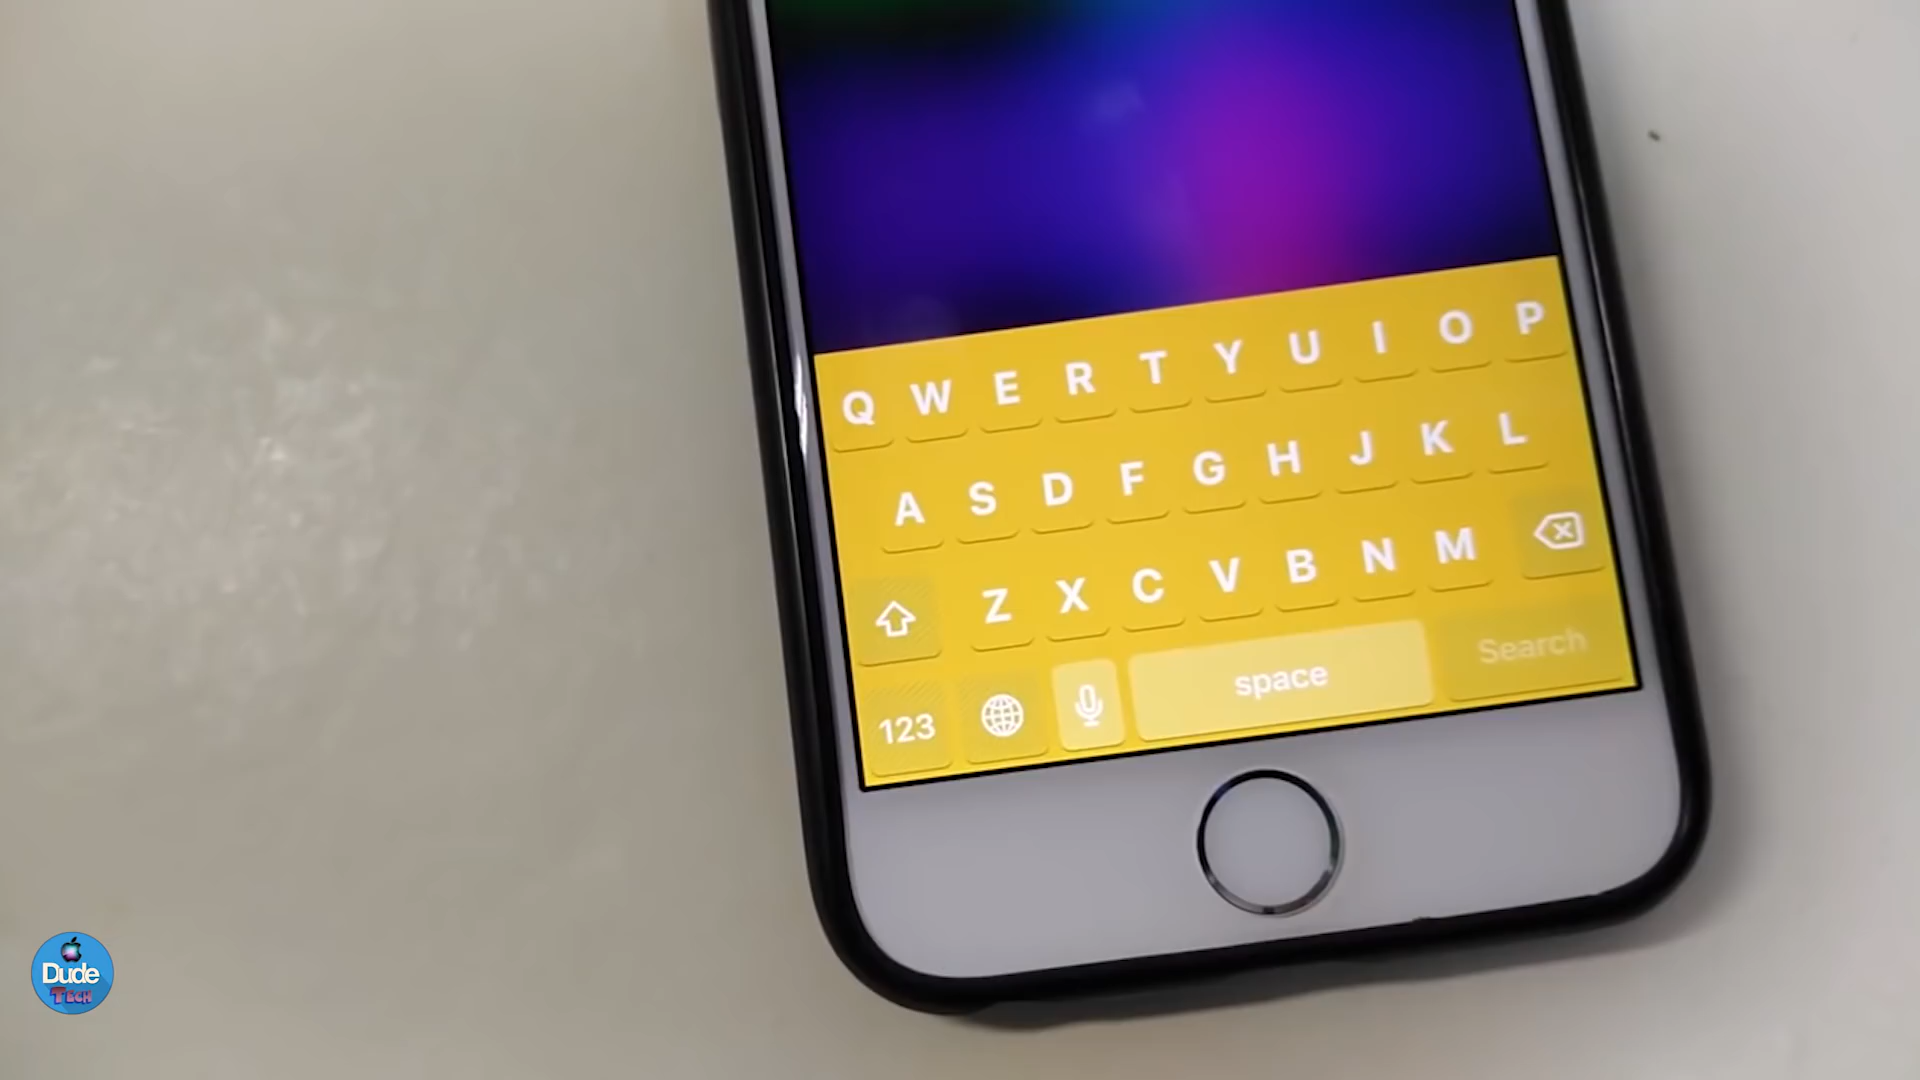 Q W E R T Y U I O P
A S D F G H J K L
Z X C V B N M
123 space Search
Dude
TECH